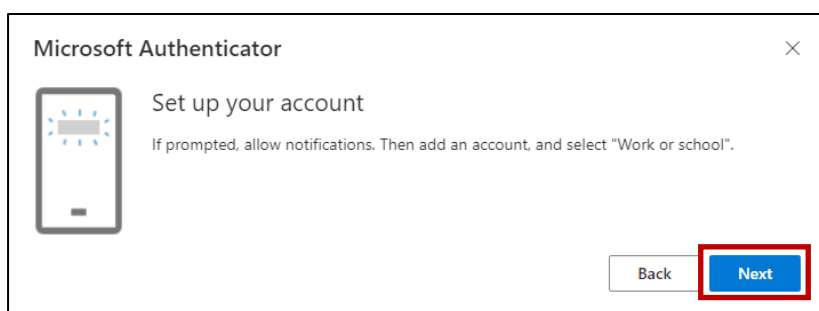 Microsoft Authenticator
Set up your account
If prompted, allow notifications. Then add an account, and select "Work or school".
Back
Next